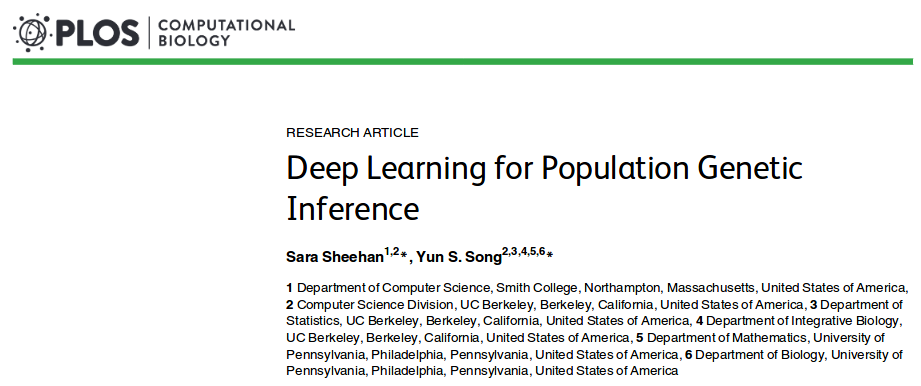 PLOS COMPUTATIONAL
BIOLOGY
RESEARCH ARTICLE
Deep Learning for Population Genetic
Inference
Sara Sheehan1,2*, Yun S. Song2,3,4,5,6*
1 Department of Computer Science, Smith College, Northampton, Massachusetts, United States of America,
2 Computer Science Division, UC Berkeley, Berkeley, California, United States of America, 3 Department of
Statistics, UC Berkeley, Berkeley, California, United States of America, 4 Department of Integrative Biology,
UC Berkeley, Berkeley, California, United States of America, 5 Department of Mathematics, University of
Pennsylvania, Philadelphia, Pennsylvania, United States of America, 6 Department of Biology, University of
Pennsylvania, Philadelphia, Pennsylvania, United States of America